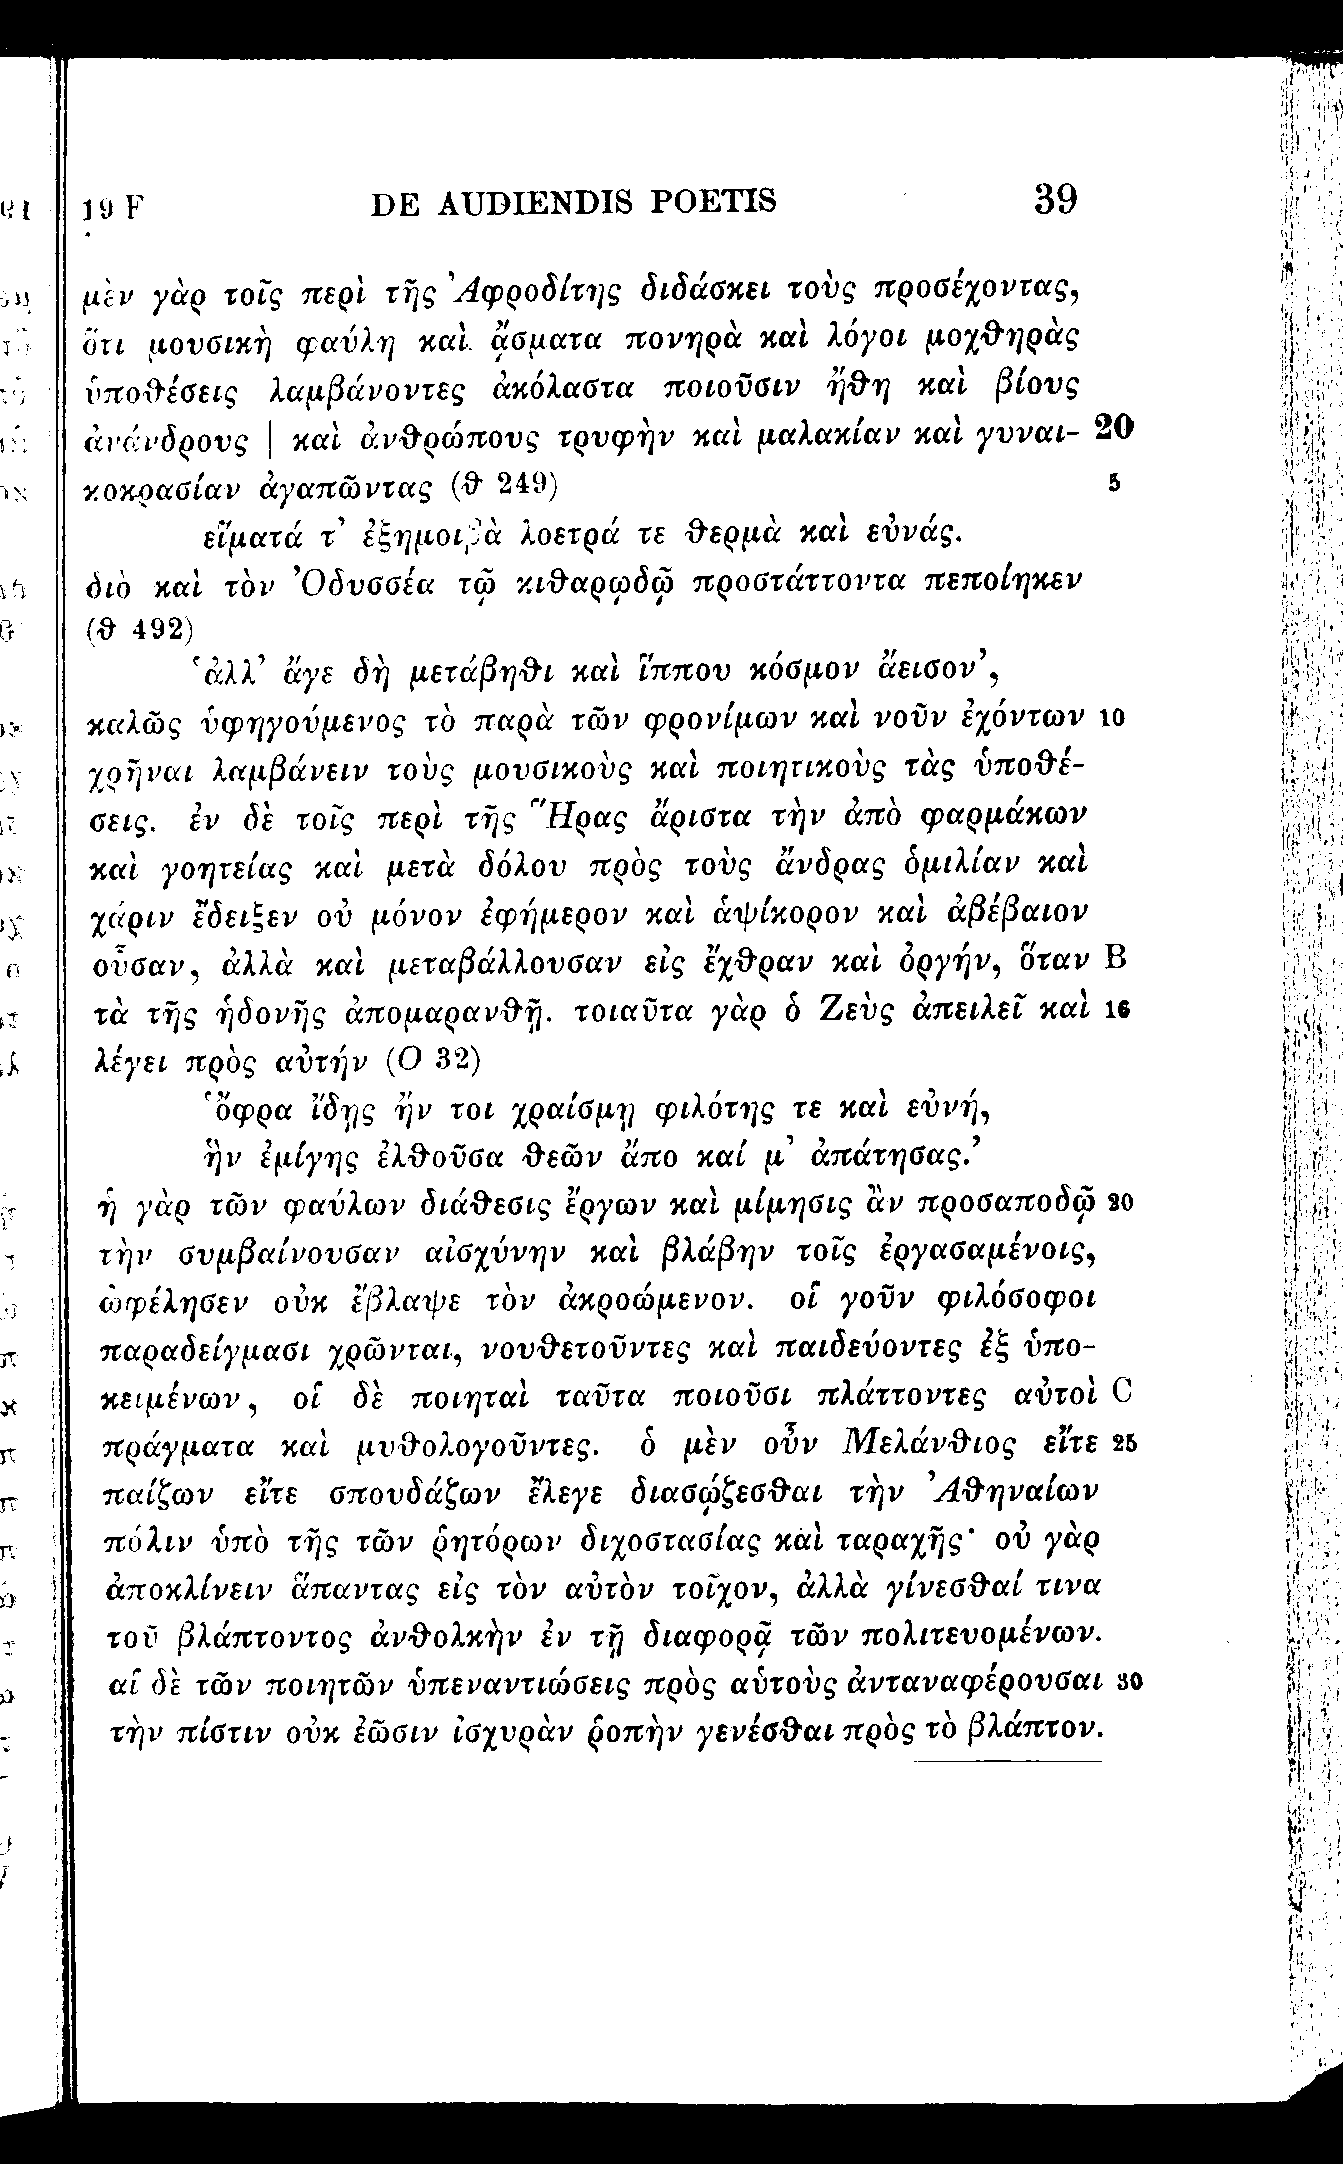 19 F DE AUDIENDIS POETIS 39
μὲν γὰρ τοῖς περὶ τῆς Ἀφροδίτης διδάσκει τοὺς προσέχοντας,
ὅτι μουσικὴ φαύλη καὶ ᾄσματα πονηρὰ καὶ λόγοι μοχθηρὰς
ὑποθέσεις λαμβάνοντες ἀκόλαστα ποιοῦσιν ἤθη καὶ βίους
ἀνάνδρους | καὶ ἀνθρώπους τρυφὴν καὶ μαλακίαν καὶ γυναι- 20
κοκρασίαν ἀγαπῶντας (θ 249) 5
εἵματά τ’ ἐξημοιβὰ λοετρά τε θερμὰ καὶ εὐνάς.
διὸ καὶ τὸν Ὀδυσσέα τῷ κιθαρῳδῷ προστάττοντα πεποίηκεν
(θ 492)
‘ἀλλ’ ἄγε δὴ μετάβηθι καὶ ἵππου κόσμον ἄεισον’,
καλῶς ὑφηγούμενος τὸ παρὰ τῶν φρονίμων καὶ νοῦν ἐχόντων 10
χρῆναι λαμβάνειν τοὺς μουσικοὺς καὶ ποιητικοὺς τὰς ὑποθέ-
σεις. ἐν δὲ τοῖς περὶ τῆς Ἥρας ἄριστα τὴν ἀπὸ φαρμάκων
καὶ γοητείας καὶ μετὰ δόλου πρὸς τοὺς ἄνδρας ὁμιλίαν καὶ
χάριν ἔδειξεν οὐ μόνον ἐφήμερον καὶ ἁψίκορον καὶ ἀβέβαιον
οὖσαν, ἀλλὰ καὶ μεταβάλλουσαν εἰς ἔχθραν καὶ ὀργήν, ὅταν B
τὰ τῆς ἡδονῆς ἀπομαρανθῇ. τοιαῦτα γὰρ ὁ Ζεὺς ἀπειλεῖ καὶ 16
λέγει πρὸς αὐτήν (Ο 32)
‘ὄφρα ἴδῃς ἤν τοι χραίσμῃ φιλότης τε καὶ εὐνή,
ἣν ἐμίγης ἐλθοῦσα θεῶν ἄπο καί μ’ ἀπάτησας.’
ἡ γὰρ τῶν φαύλων διάθεσις ἔργων καὶ μίμησις ἂν προσαποδῷ 20
τὴν συμβαίνουσαν αἰσχύνην καὶ βλάβην τοῖς ἐργασαμένοις,
ὠφέλησεν οὐκ ἔβλαψε τὸν ἀκροώμενον. οἱ γοῦν φιλόσοφοι
παραδείγμασι χρῶνται, νουθετοῦντες καὶ παιδεύοντες ἐξ ὑπο-
κειμένων, οἱ δὲ ποιηταὶ ταῦτα ποιοῦσι πλάττοντες αὐτοὶ C
πράγματα καὶ μυθολογοῦντες. ὁ μὲν οὖν Μελάνθιος εἴτε 25
παίζων εἴτε σπουδάζων ἔλεγε διασῴζεσθαι τὴν Ἀθηναίων
πόλιν ὑπὸ τῆς τῶν ῥητόρων διχοστασίας καὶ ταραχῆς· οὐ γὰρ
ἀποκλίνειν ἅπαντας εἰς τὸν αὐτὸν τοῖχον, ἀλλὰ γίνεσθαί τινα
τοῦ βλάπτοντος ἀνθολκὴν ἐν τῇ διαφορᾷ τῶν πολιτευομένων.
αἱ δὲ τῶν ποιητῶν ὑπεναντιώσεις πρὸς αὑτοὺς ἀνταναφέρουσαι 30
τὴν πίστιν οὐκ ἐῶσιν ἰσχυρὰν ῥοπὴν γενέσθαι πρὸς τὸ βλάπτον.